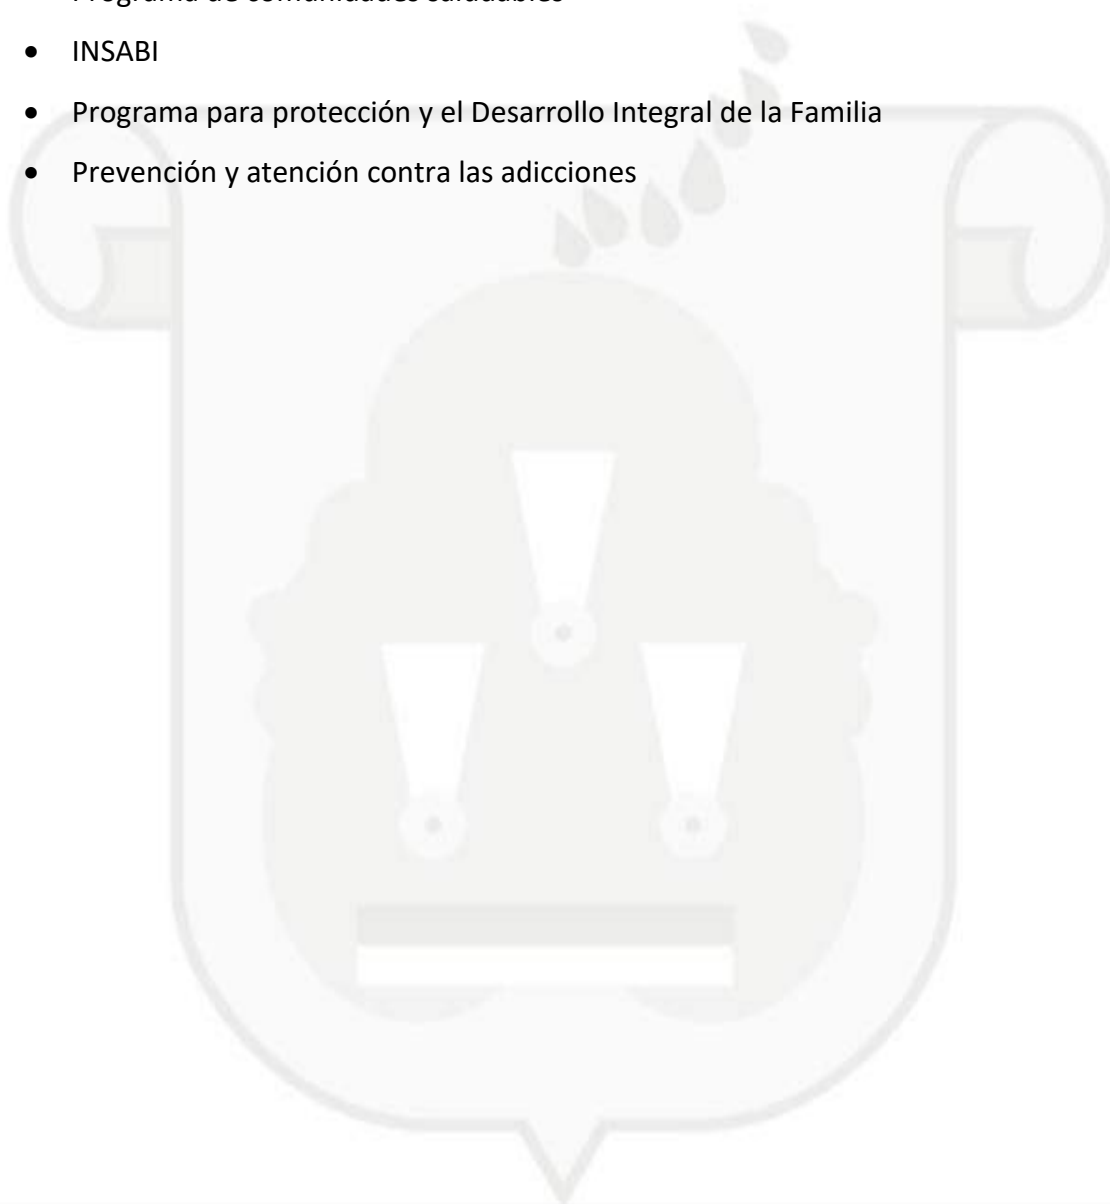 Programa de comunidades saludables
• INSABI
• Programa para protección y el Desarrollo Integral de la Familia
• Prevención y atención contra las adicciones